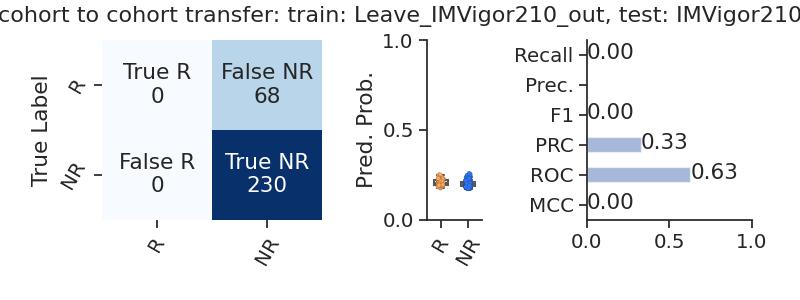 cohort to cohort transfer: train: Leave_IMVigor210_out, test: IMVigor210
True Label
R
NR
True R
0
False NR
68
False R
0
True NR
230
R
NR
Pred. Prob.
1.0
0.5
0.0
R
NR
Recall
0.00
Prec.
F1
0.00
PRC
0.33
ROC
0.63
MCC
0.00
0.0
0.5
1.0